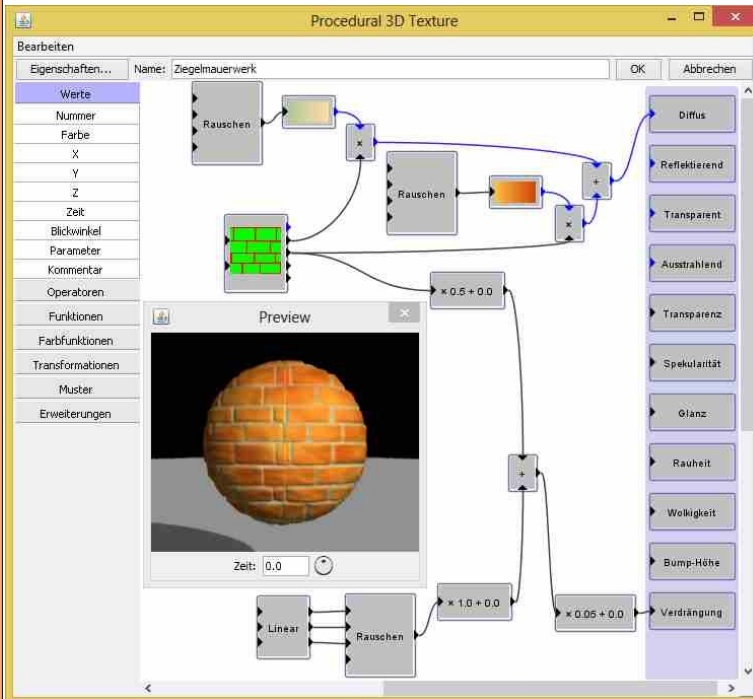 Procedural 3D Texture
Bearbeiten
Eigenschaften... Name: Ziegelmauerwerk OK Abbrechen
Werte
Nummer
Farbe
X
Y
Z
Zeit
Blickwinkel
Parameter
Kommentar
Operatoren
Funktionen
Farbfunktionen
Transformationen
Muster
Erweiterungen
Rauschen
×
Rauschen
+
×
× 0.5 + 0.0
+
Preview
Zeit: 0.0
Linear
Rauschen
× 1.0 + 0.0
× 0.05 + 0.0
Diffus
Reflektierend
Transparent
Ausstrahlend
Transparenz
Spekularität
Glanz
Rauheit
Wolkigkeit
Bump-Höhe
Verdrängung